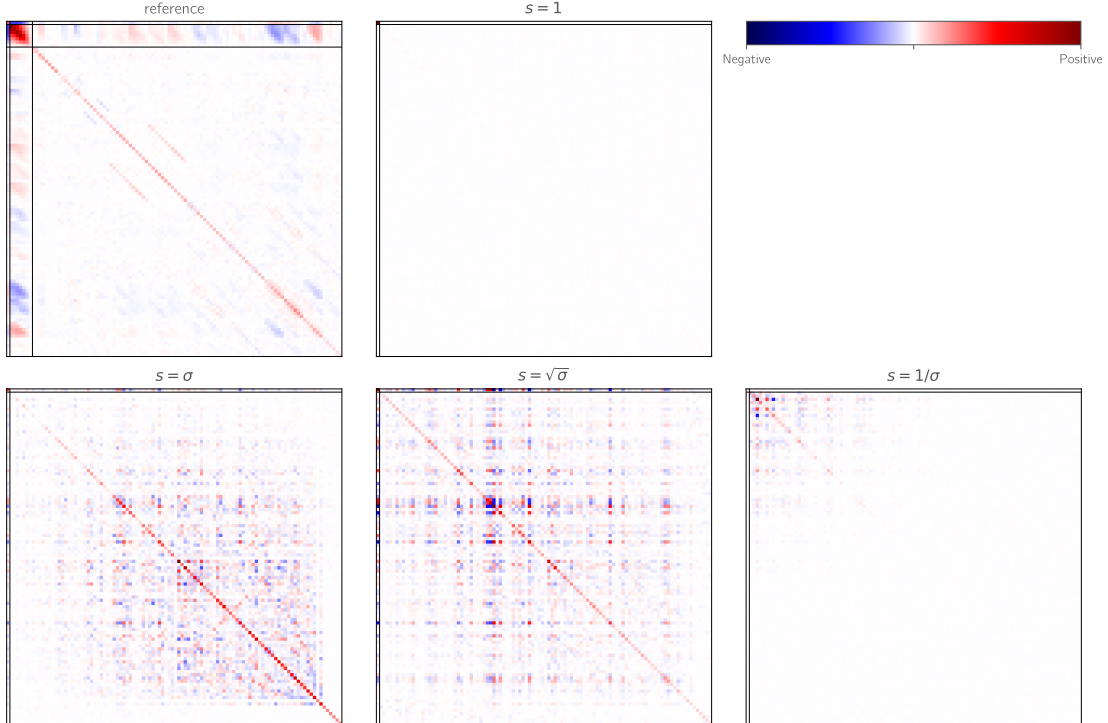 reference
s = 1
Negative
Positive
s = σ
s = √σ
s = 1/σ